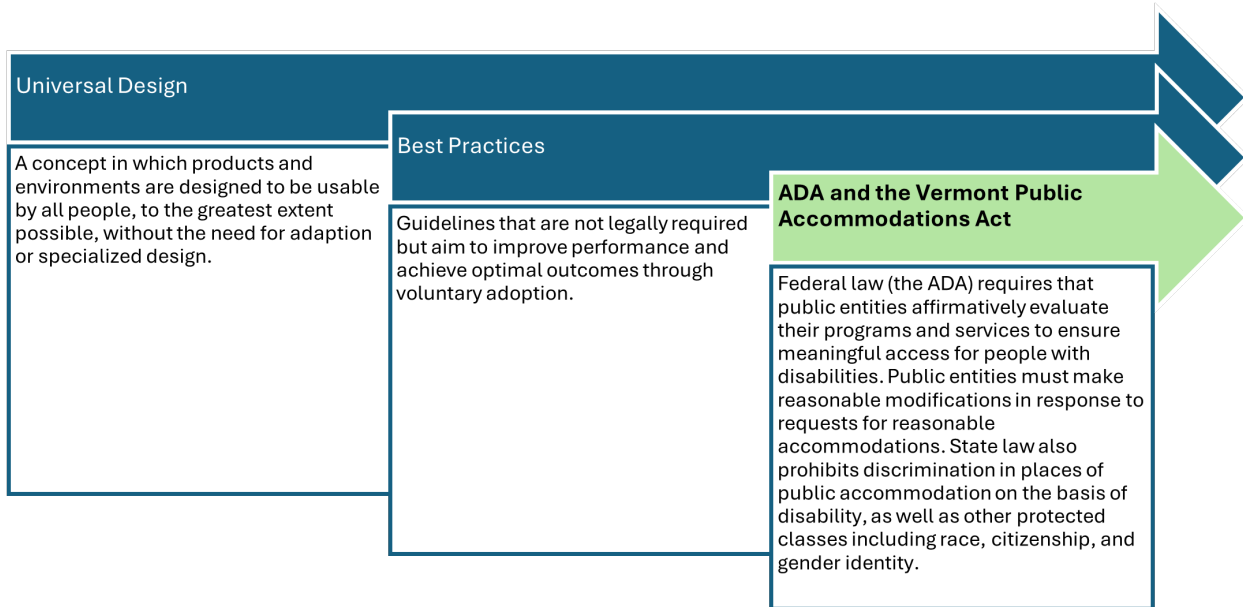 Universal Design
A concept in which products and
environments are designed to be usable
by all people, to the greatest extent
possible, without the need for adaption
or specialized design.
Best Practices
Guidelines that are not legally required
but aim to improve performance and
achieve optimal outcomes through
voluntary adoption.
ADA and the Vermont Public
Accommodations Act
Federal law (the ADA) requires that
public entities affirmatively evaluate
their programs and services to ensure
meaningful access for people with
disabilities. Public entities must make
reasonable modifications in response to
requests for reasonable
accommodations. State law also
prohibits discrimination in places of
public accommodation on the basis of
disability, as well as other protected
classes including race, citizenship, and
gender identity.